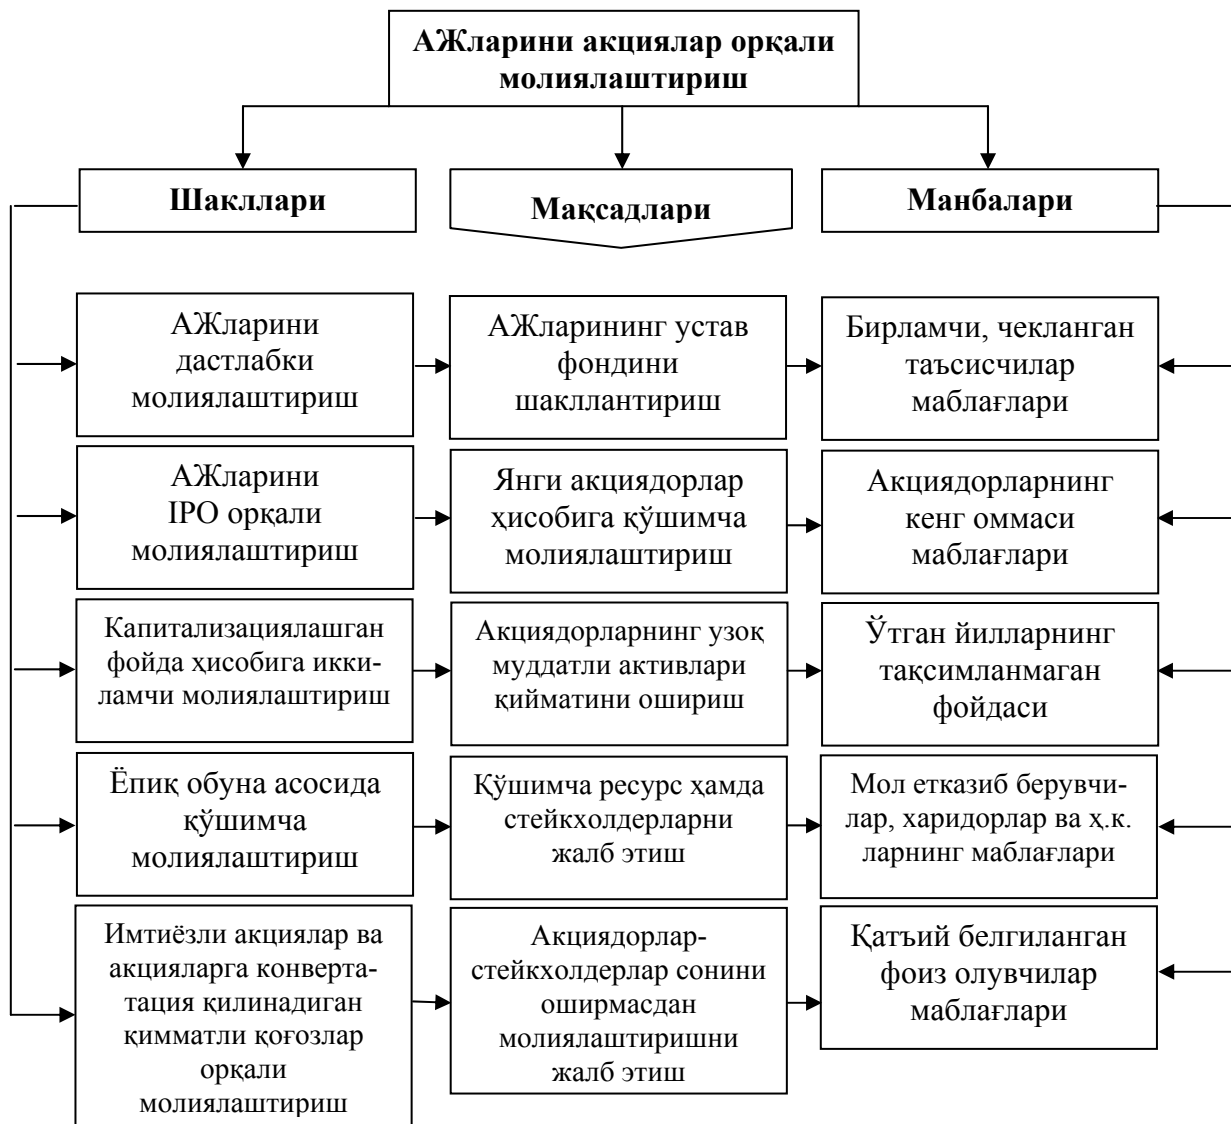 АЖларини акциялар орқали
молиялаштириш
Шакллари
Мақсадлари
Манбалари
АЖларини
дастлабки
молиялаштириш
АЖларининг устав
фондини
шакллантириш
Бирламчи, чекланган
таъсисчилар
маблағлари
АЖларини
IPO орқали
молиялаштириш
Янги акциядорлар
ҳисобига қўшимча
молиялаштириш
Акциядорларнинг
кенг оммаси
маблағлари
Капитализациялашган
фойда ҳисобига икки-
ламчи молиялаштириш
Акциядорларнинг узоқ
муддатли активлари
қийматини ошириш
Ўтган йилларнинг
тақсимланмаган
фойдаси
Ёпиқ обуна асосида
қўшимча
молиялаштириш
Қўшимча ресурс ҳамда
стейкхолдерларни
жалб этиш
Мол етказиб берувчи-
лар, харидорлар ва ҳ.к.
ларнинг маблағлари
Имтиёзли акциялар ва
акцияларга конверта-
тация қилинадиган
қимматли қоғозлар
орқали
молиялаштириш
Акциядорлар-
стейкхолдерлар сонини
оширмасдан
молиялаштиришни
жалб этиш
Қатъий белгиланган
фоиз олувчилар
маблағлари